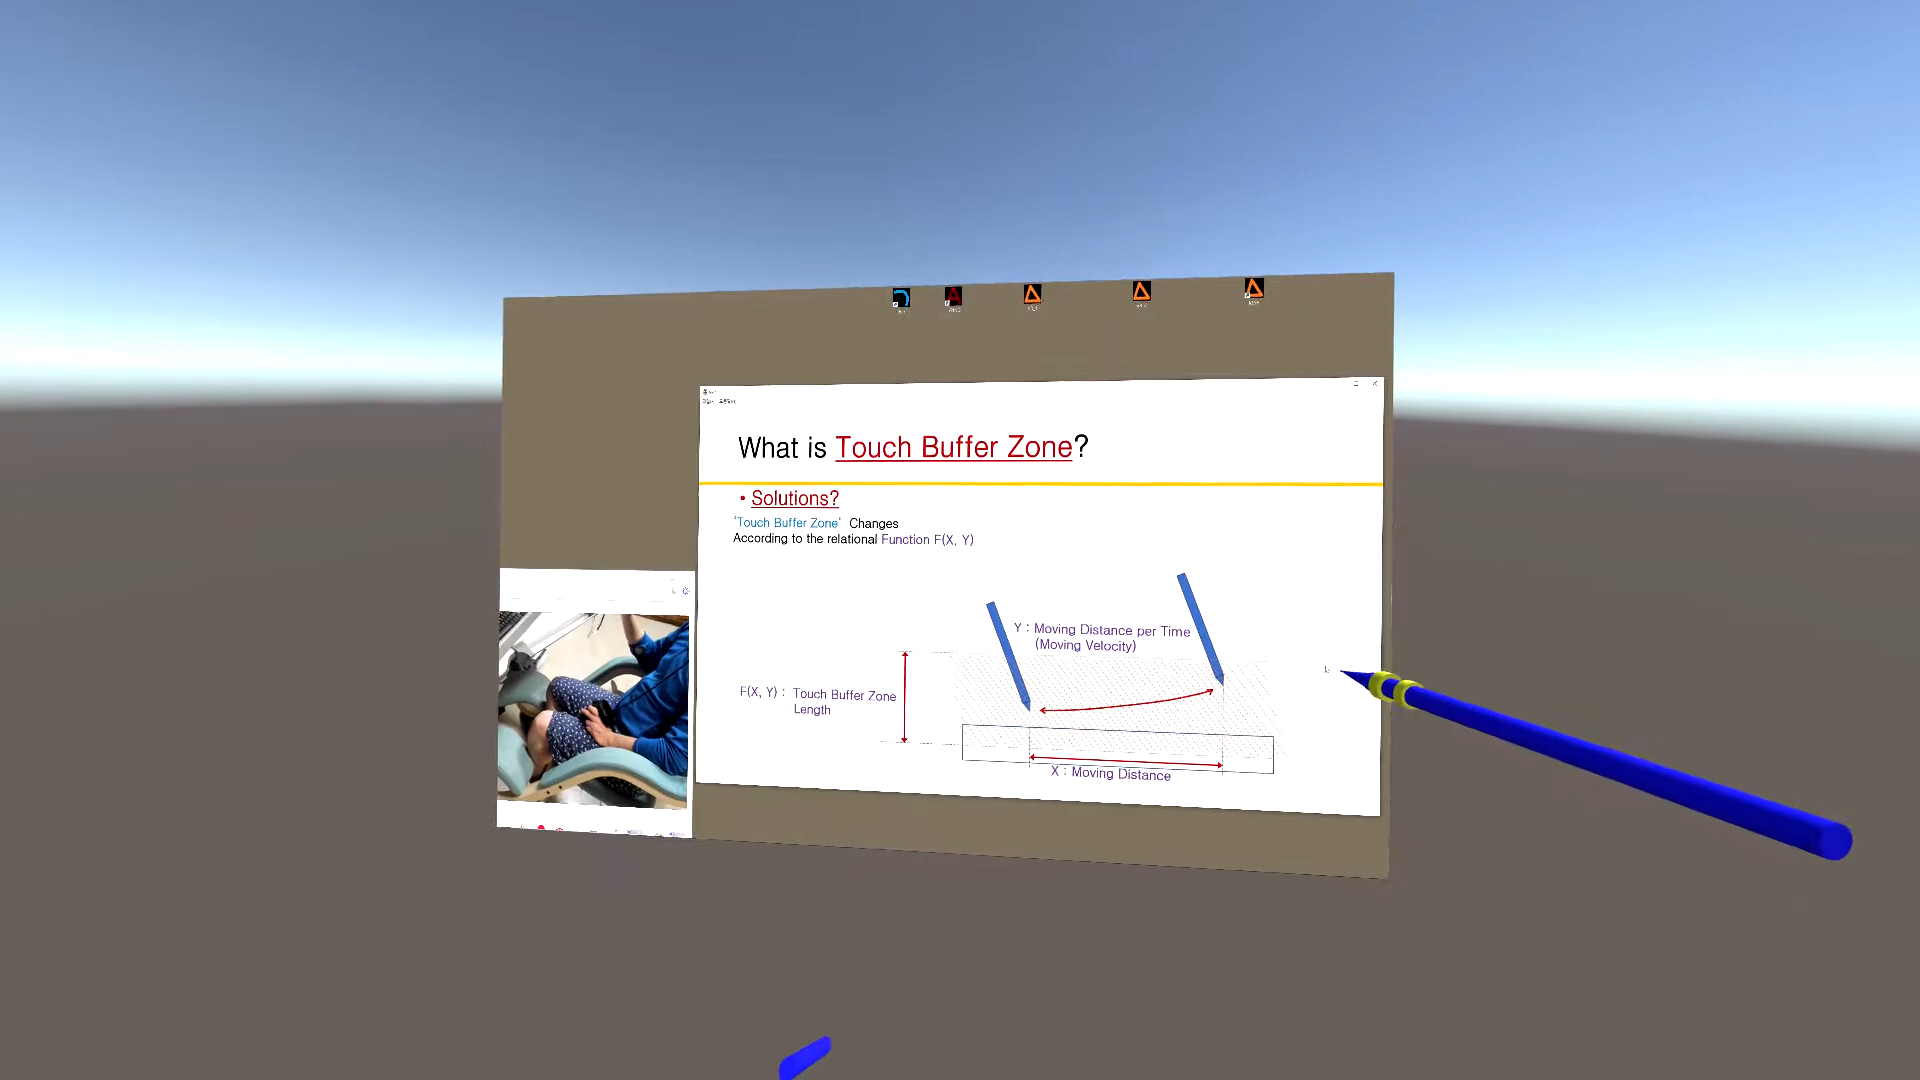 What is Touch Buffer Zone?
• Solutions?
'Touch Buffer Zone' Changes
According to the relational Function F(X, Y)
Y : Moving Distance per Time
(Moving Velocity)
F(X, Y) : Touch Buffer Zone
Length
X : Moving Distance